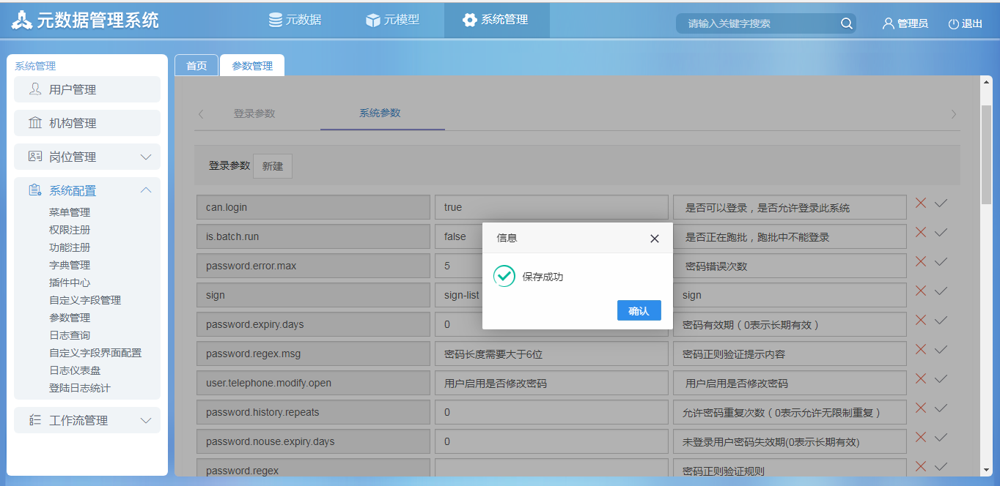 元数据管理系统
元数据
元模型
系统管理
请输入关键字搜索
管理员
退出
系统管理
用户管理
机构管理
岗位管理
系统配置
菜单管理
权限注册
功能注册
字典管理
插件中心
自定义字段管理
参数管理
日志查询
自定义字段界面配置
日志仪表盘
登陆日志统计
工作流管理
首页
参数管理
登录参数
系统参数
登录参数 新建
can.login true 是否可以登录，是否允许登录此系统
is.batch.run false 是否正在跑批，跑批中不能登录
password.error.max 5 密码错误次数
sign sign-list sign
password.expiry.days 0 密码有效期（0表示长期有效）
password.regex.msg 密码长度需要大于6位 密码正则验证提示内容
user.telephone.modify.open 用户启用是否修改密码 用户启用是否修改密码
password.history.repeats 0 允许密码重复次数（0表示允许无限制重复）
password.nouse.expiry.days 0 未登录用户密码失效期(0表示长期有效)
password.regex 密码正则验证规则
信息
保存成功
确认